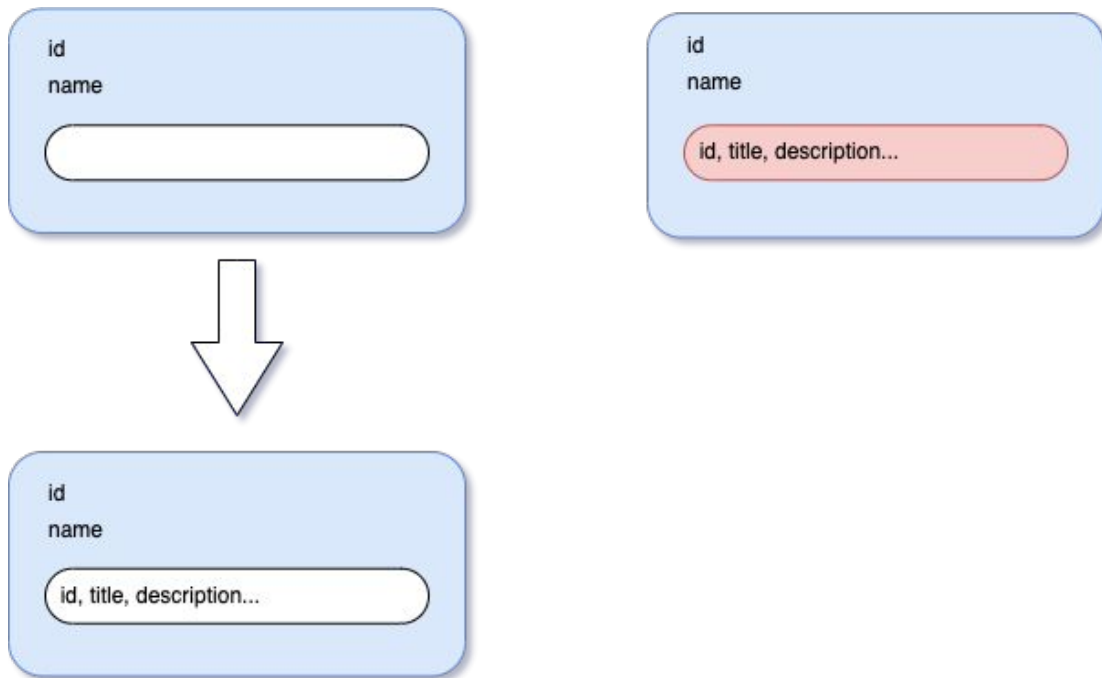 id
name
id
name
id, title, description...
id
name
id, title, description...